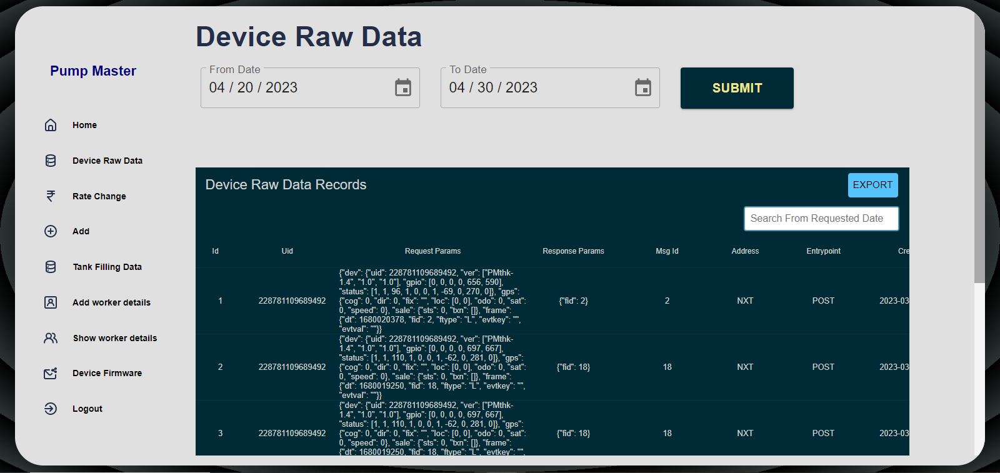 Device Raw Data
Pump Master
From Date
04 / 20 / 2023
To Date
04 / 30 / 2023
SUBMIT
Home
Device Raw Data
Rate Change
Add
Tank Filling Data
Add worker details
Show worker details
Device Firmware
Logout
Device Raw Data Records
EXPORT
Search From Requested Date
Id Uid Request Params Response Params Msg Id Address Entrypoint Cre
{"dev": {"uid": 228781109689492, "ver": ["PMthk-
1.4", "1.0", "1.0"], "gpio": [0, 0, 0, 0, 656, 590],
"status": [1, 1, 96, 1, 0, 0, 1, -69, 0, 270, 0]}, "gps":
1 228781109689492 {"cog": 0, "dir": 0, "fix": "", "loc": [0, 0], "odo": 0, "sat": {"fid": 2} 2 NXT POST 2023-03
0, "speed": 0}, "sale": {"sts": 0, "txn": []}, "frame":
{"dt": 1680020378, "fid": 2, "ftype": "L", "evtkey": "",
"evtval": ""}}
{"dev": {"uid": 228781109689492, "ver": ["PMthk-
1.4", "1.0", "1.0"], "gpio": [0, 0, 0, 0, 697, 667],
"status": [1, 1, 110, 1, 0, 0, 1, -62, 0, 281, 0]}, "gps":
2 228781109689492 {"cog": 0, "dir": 0, "fix": "", "loc": [0, 0], "odo": 0, "sat": {"fid": 18} 18 NXT POST 2023-03
0, "speed": 0}, "sale": {"sts": 0, "txn": []}, "frame":
{"dt": 1680019250, "fid": 18, "ftype": "L", "evtkey": "",
"evtval": ""}}
{"dev": {"uid": 228781109689492, "ver": ["PMthk-
1.4", "1.0", "1.0"], "gpio": [0, 0, 0, 0, 697, 667],
"status": [1, 1, 110, 1, 0, 0, 1, -62, 0, 281, 0]}, "gps":
3 228781109689492 {"cog": 0, "dir": 0, "fix": "", "loc": [0, 0], "odo": 0, "sat": {"fid": 18} 18 NXT POST 2023-03
0, "speed": 0}, "sale": {"sts": 0, "txn": []}, "frame":
{"dt": 1680019250, "fid": 18, "ftype": "L", "evtkey": "",